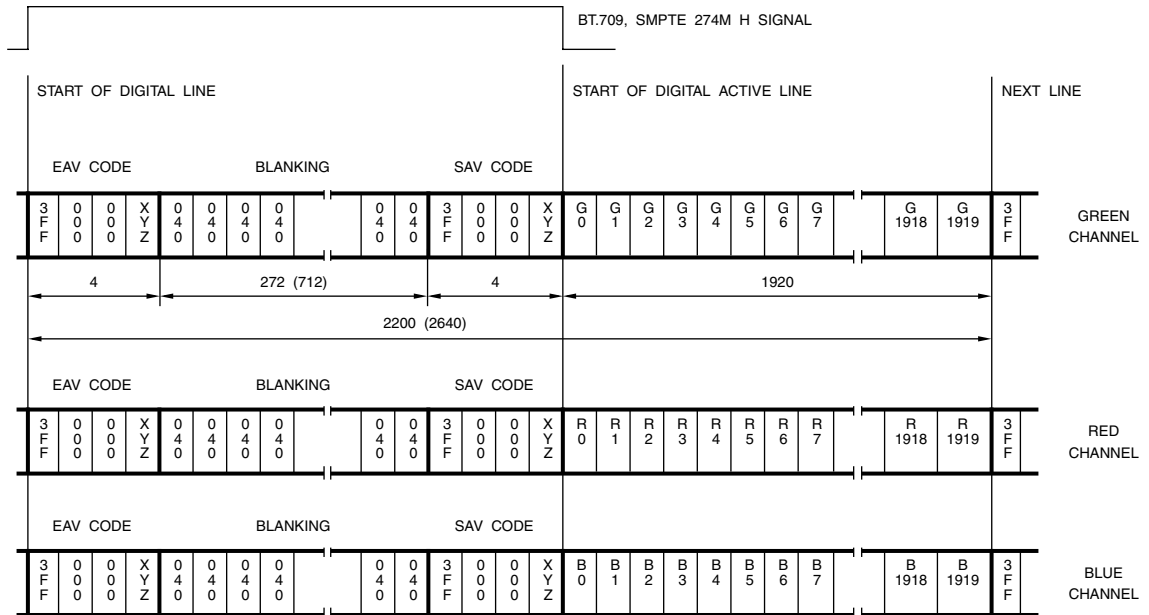 BT.709, SMPTE 274M H SIGNAL
START OF DIGITAL LINE START OF DIGITAL ACTIVE LINE NEXT LINE
EAV CODE BLANKING SAV CODE
3FF 000 000 XYZ 040 040 040 040 040 040 3FF 000 000 XYZ G0 G1 G2 G3 G4 G5 G6 G7 G1918 G1919 3FF GREEN CHANNEL
4 272 (712) 4 1920
2200 (2640)
EAV CODE BLANKING SAV CODE
3FF 000 000 XYZ 040 040 040 040 040 040 3FF 000 000 XYZ R0 R1 R2 R3 R4 R5 R6 R7 R1918 R1919 3FF RED CHANNEL
EAV CODE BLANKING SAV CODE
3FF 000 000 XYZ 040 040 040 040 040 040 3FF 000 000 XYZ B0 B1 B2 B3 B4 B5 B6 B7 B1918 B1919 3FF BLUE CHANNEL